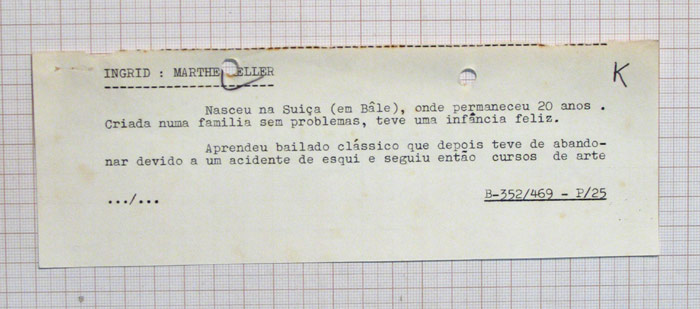 INGRID : MARTHE KELLER
K
Nasceu na Suiça (em Bâle), onde permaneceu 20 anos .
Criada numa familia sem problemas, teve uma infância feliz.
Aprendeu bailado clássico que depois teve de abando-
nar devido a um acidente de esqui e seguiu então cursos de arte
.../...
B-352/469 - P/25